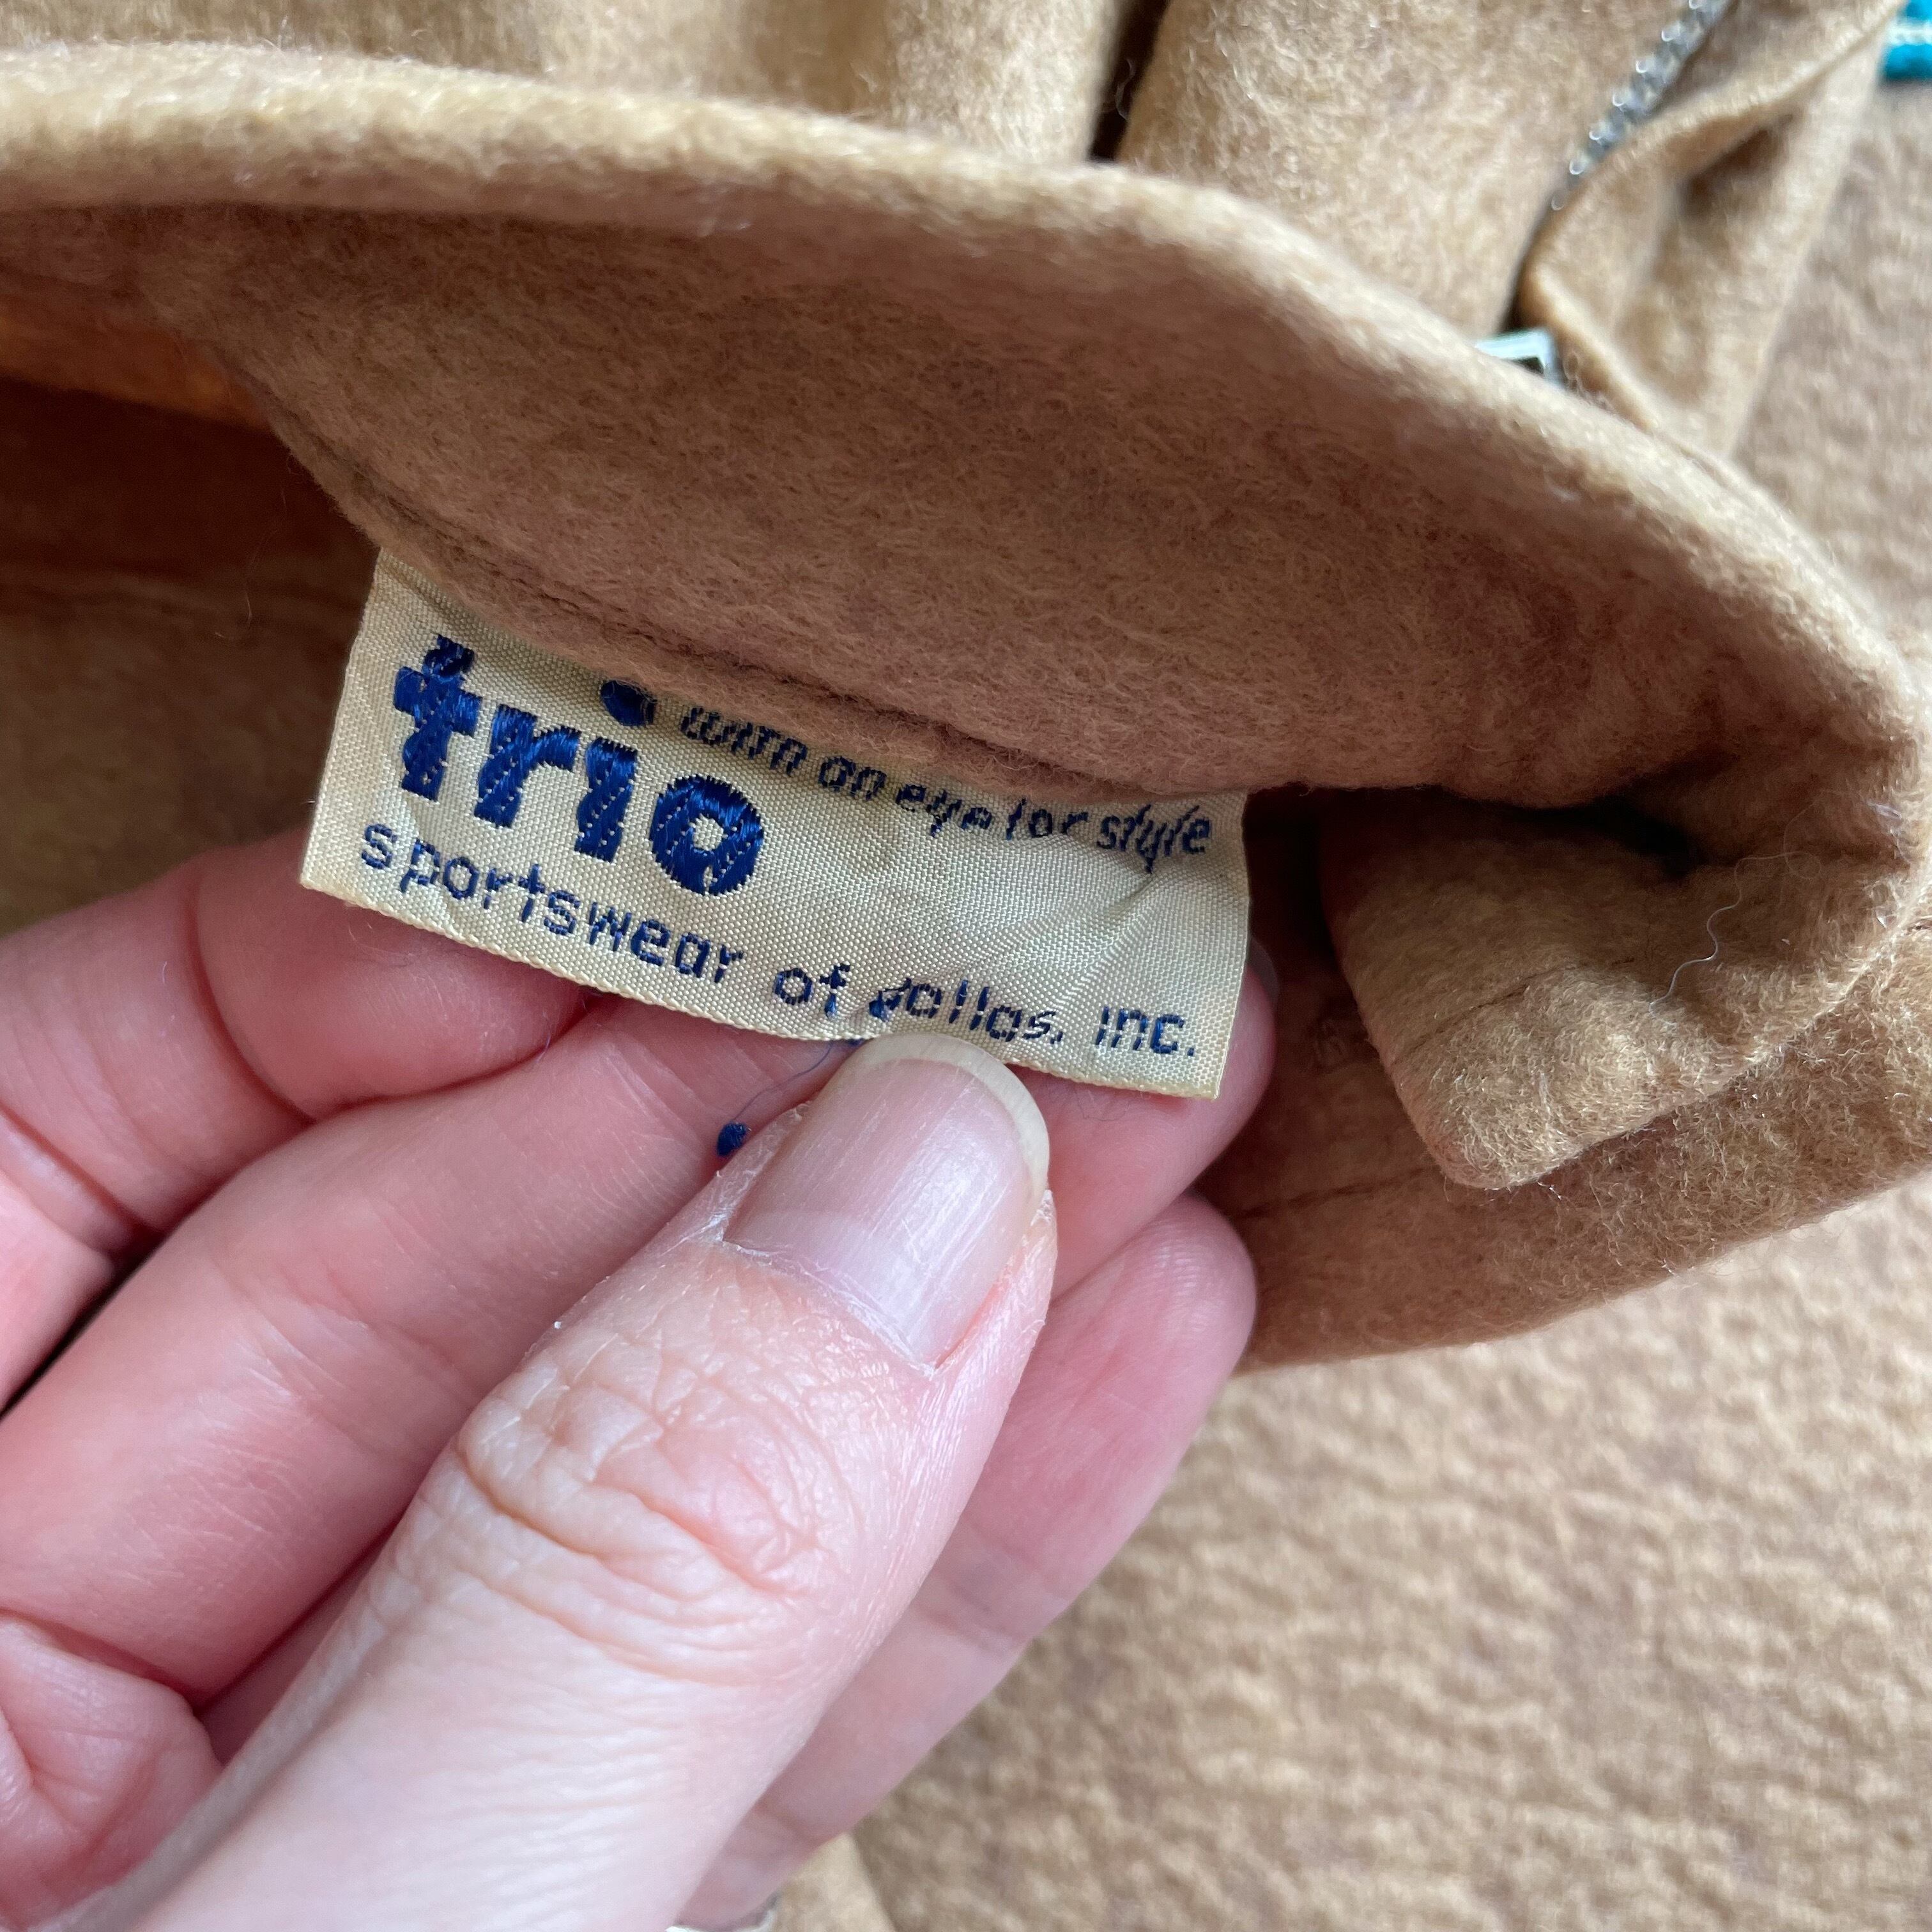 trio
with an eye for style
sportswear of dallas, inc.